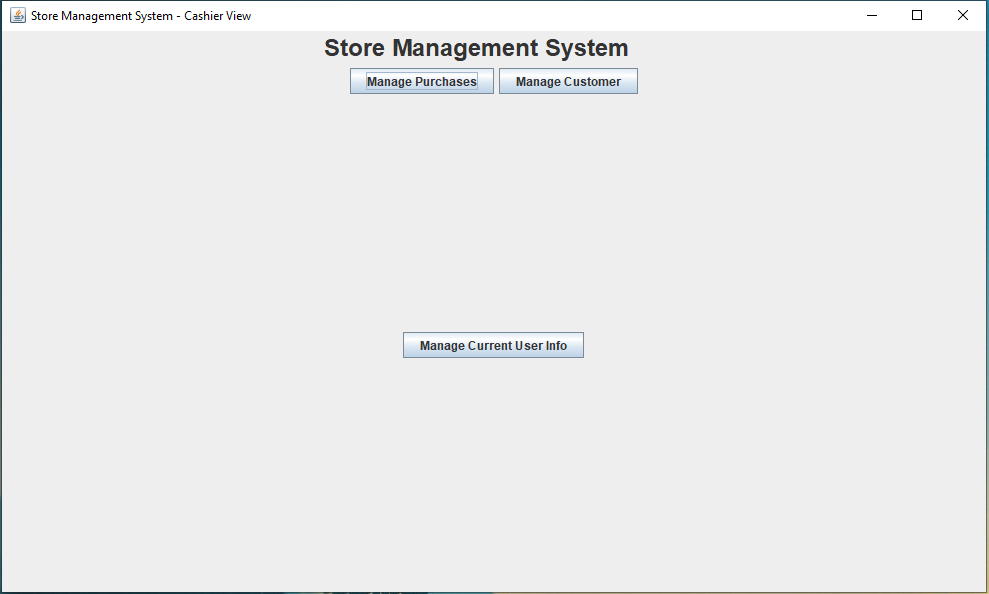 Store Management System - Cashier View
Store Management System
Manage Purchases Manage Customer
Manage Current User Info